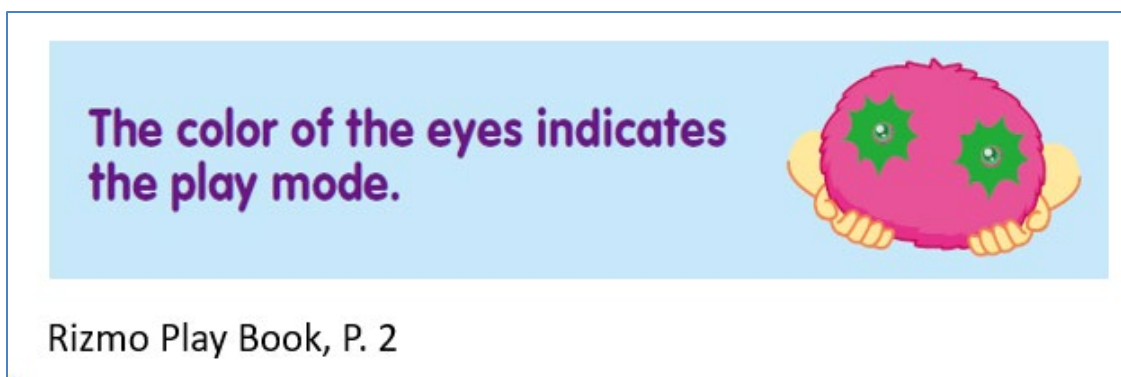 The color of the eyes indicates
the play mode.
Rizmo Play Book, P. 2